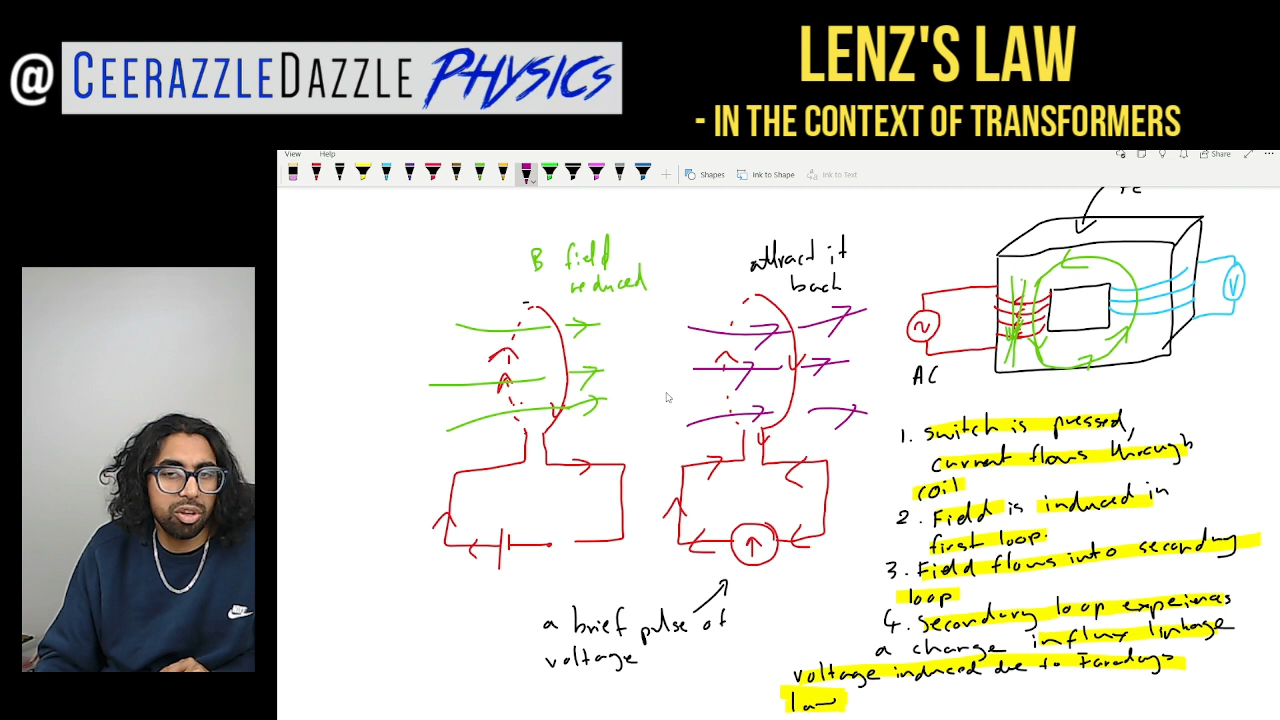 @ CEERAZZLEDAZZLE PHYSICS
LENZ'S LAW
- IN THE CONTEXT OF TRANSFORMERS
View Help
Shapes
Ink to Shape
Ink to Text
Share
B field
reduced
attract it
back
AC
V
1. switch is pressed,
current flows through
coil
2. Field is induced in
first loop.
3. Field flows into secondary
loop
4. Secondary loop experiences
a change in flux linkage
voltage induced due to Faradays
law
a brief pulse of
voltage